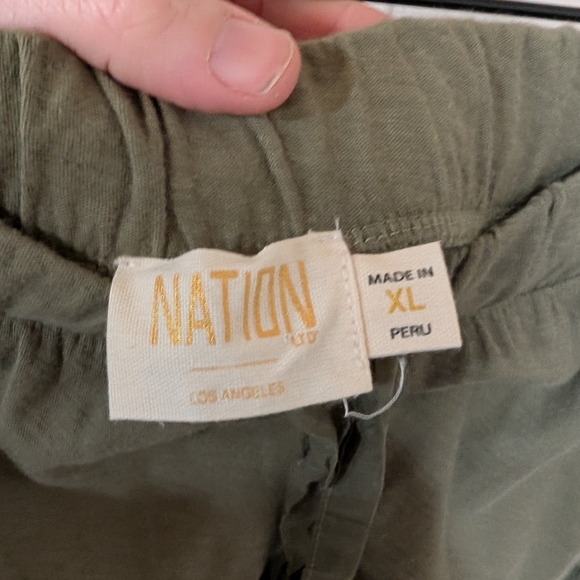 NATION
LTD
LOS ANGELES
MADE IN
XL
PERU